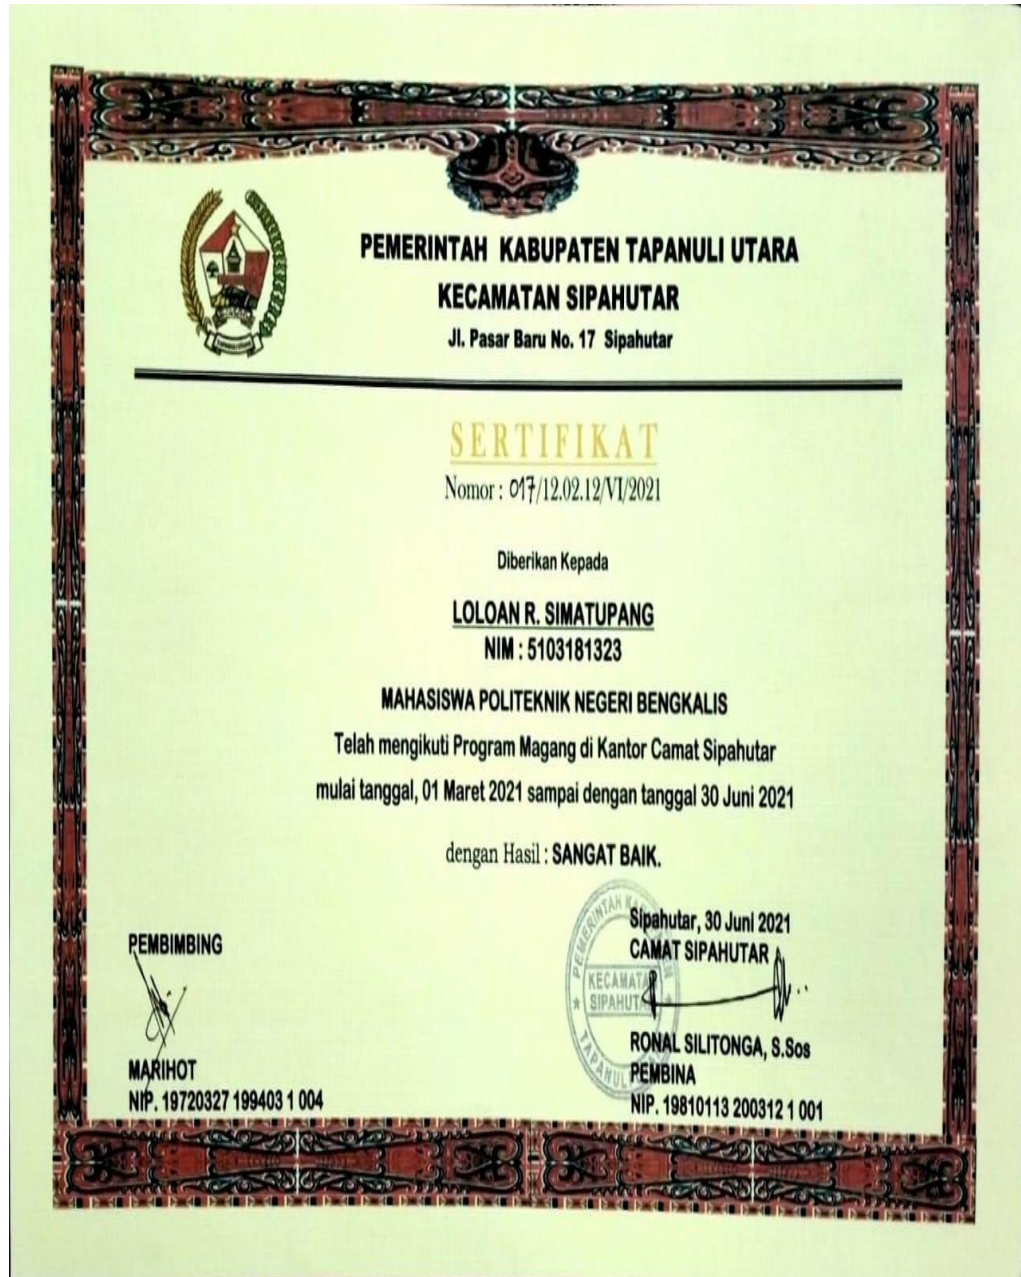 PEMERINTAH KABUPATEN TAPANULI UTARA
KECAMATAN SIPAHUTAR
Jl. Pasar Baru No. 17 Sipahutar
SERTIFIKAT
Nomor : 017/12.02.12/VI/2021
Diberikan Kepada
LOLOAN R. SIMATUPANG
NIM : 5103181323
MAHASISWA POLITEKNIK NEGERI BENGKALIS
Telah mengikuti Program Magang di Kantor Camat Sipahutar
mulai tanggal, 01 Maret 2021 sampai dengan tanggal 30 Juni 2021
dengan Hasil : SANGAT BAIK.
PEMBIMBING
MARIHOT
NIP. 19720327 199403 1 004
Sipahutar, 30 Juni 2021
CAMAT SIPAHUTAR
PEMERINTAH
KECAMATAN
SIPAHUTAR
RONAL SILITONGA, S.Sos
PEMBINA
NIP. 19810113 200312 1 001